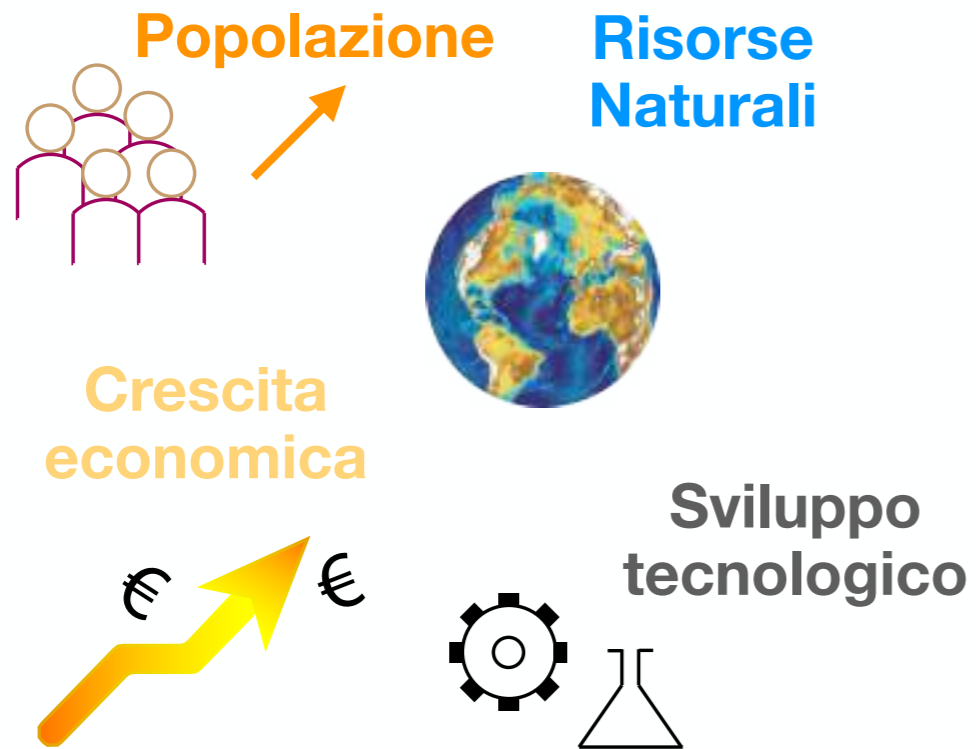 Popolazione
Risorse
Naturali
Crescita
economica
€ €
Sviluppo
tecnologico